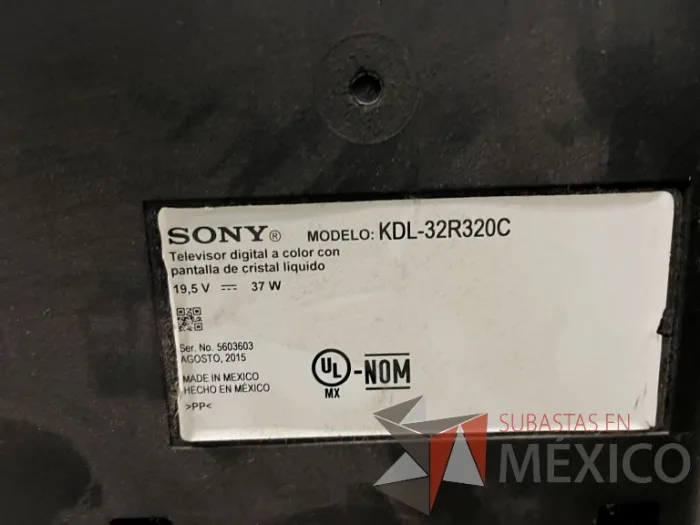 SONY® MODELO: KDL-32R320C
Televisor digital a color con
pantalla de cristal liquido
19,5 V ⎓ 37 W
Ser. No. 5603603
AGOSTO, 2015
MADE IN MEXICO
HECHO EN MÉXICO
>PP<
UL
MX
-NOM
SUBASTAS EN
MÉXICO